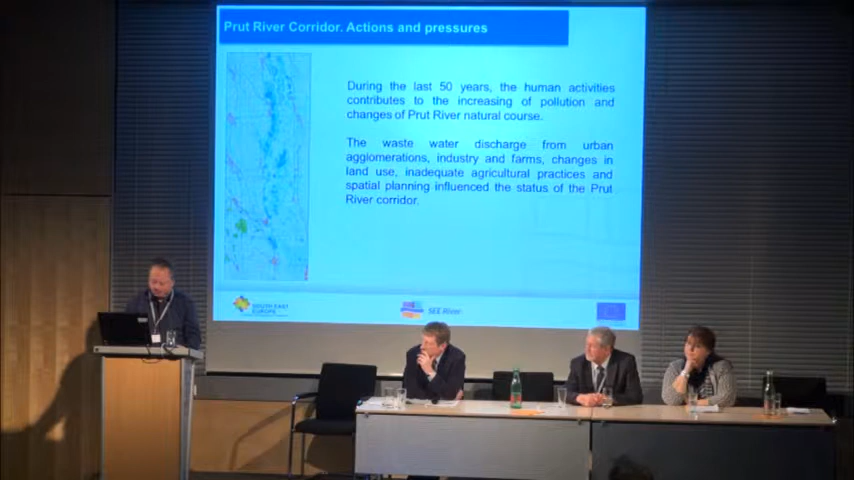 Prut River Corridor. Actions and pressures
During the last 50 years, the human activities
contributes to the increasing of pollution and
changes of Prut River natural course.
The waste water discharge from urban
agglomerations, industry and farms, changes in
land use, inadequate agricultural practices and
spatial planning influenced the status of the Prut
River corridor.
SOUTH EAST
EUROPE
SEE River